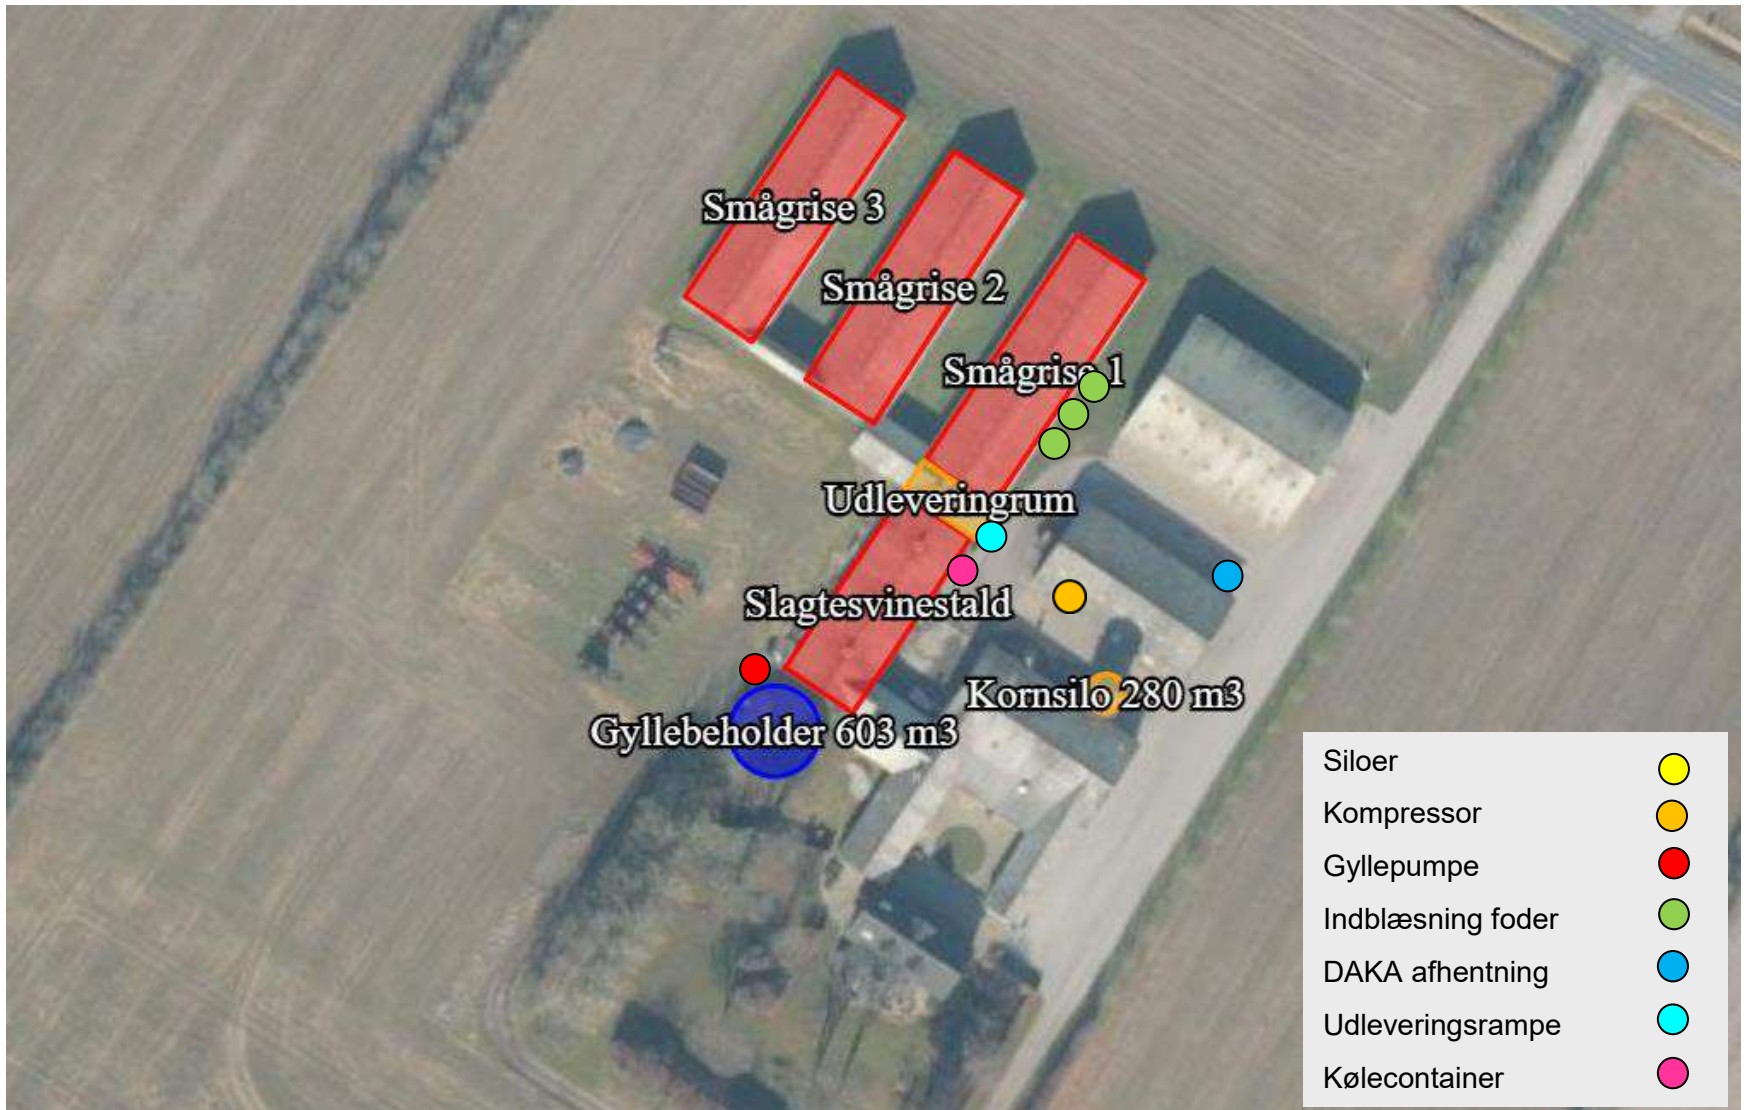 Smågrise 3
Smågrise 2
Smågrise 1
Udleveringrum
Slagtesvinestald
Kornsilo 280 m3
Gyllebeholder 603 m3
Siloer
Kompressor
Gyllepumpe
Indblæsning foder
DAKA afhentning
Udleveringsrampe
Kølecontainer